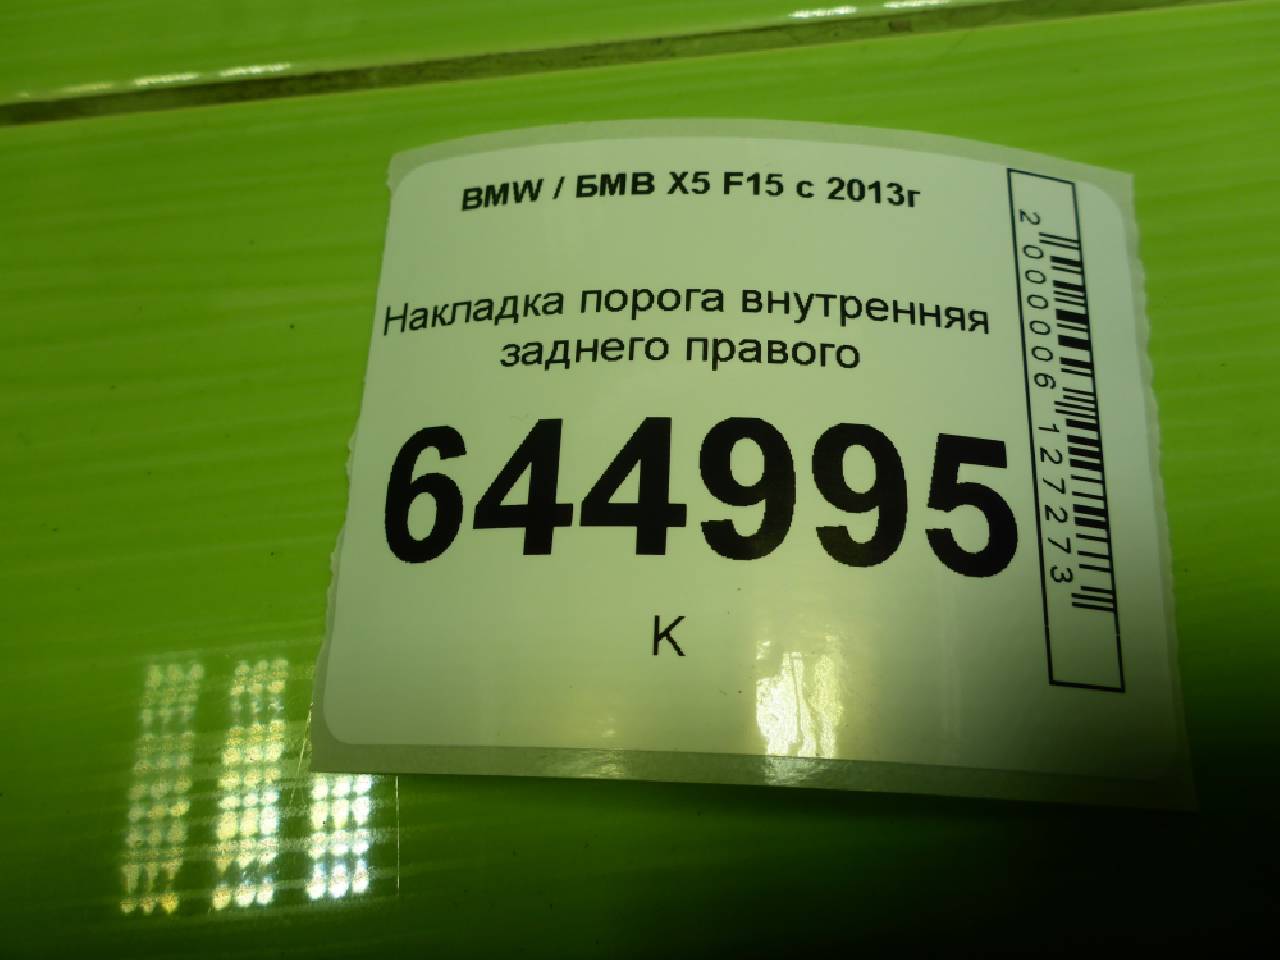 BMW / БМВ X5 F15 с 2013г
Накладка порога внутренняя
заднего правого
644995
К
2000006127273